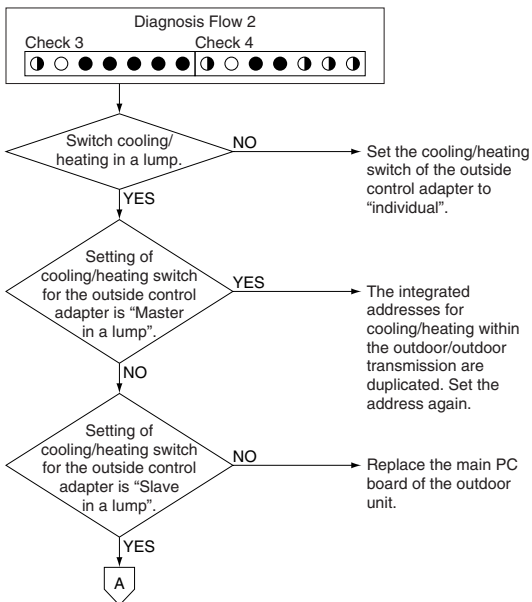 Diagnosis Flow 2
Check 3
Check 4
Switch cooling/
heating in a lump.
NO
Set the cooling/heating
switch of the outside
control adapter to
“individual”.
YES
Setting of
cooling/heating switch
for the outside control
adapter is “Master
in a lump”.
YES
The integrated
addresses for
cooling/heating within
the outdoor/outdoor
transmission are
duplicated. Set the
address again.
NO
Setting of
cooling/heating switch
for the outside control
adapter is “Slave
in a lump”.
NO
Replace the main PC
board of the outdoor
unit.
YES
A